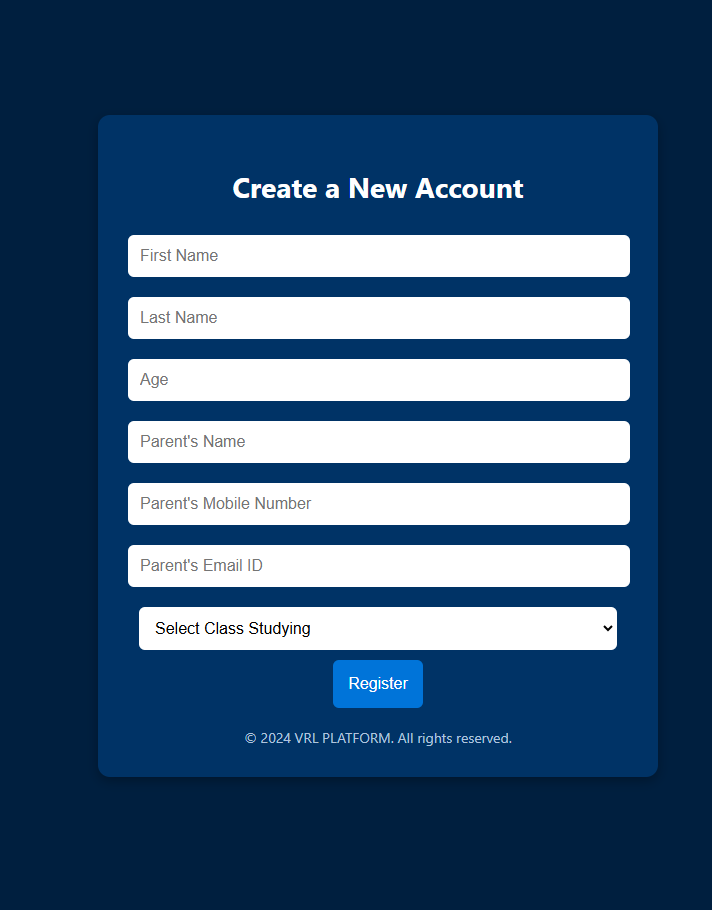 Create a New Account
First Name
Last Name
Age
Parent's Name
Parent's Mobile Number
Parent's Email ID
Select Class Studying
Register
© 2024 VRL PLATFORM. All rights reserved.